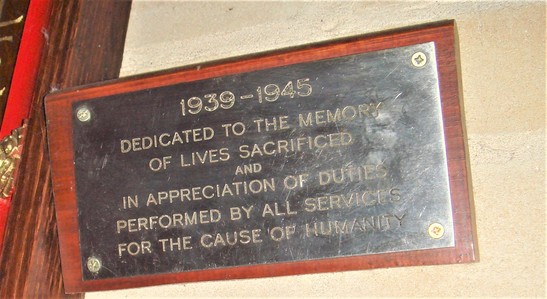 1939-1945
DEDICATED TO THE MEMORY
OF LIVES SACRIFICED
AND
IN APPRECIATION OF DUTIES
PERFORMED BY ALL SERVICES
FOR THE CAUSE OF HUMANITY